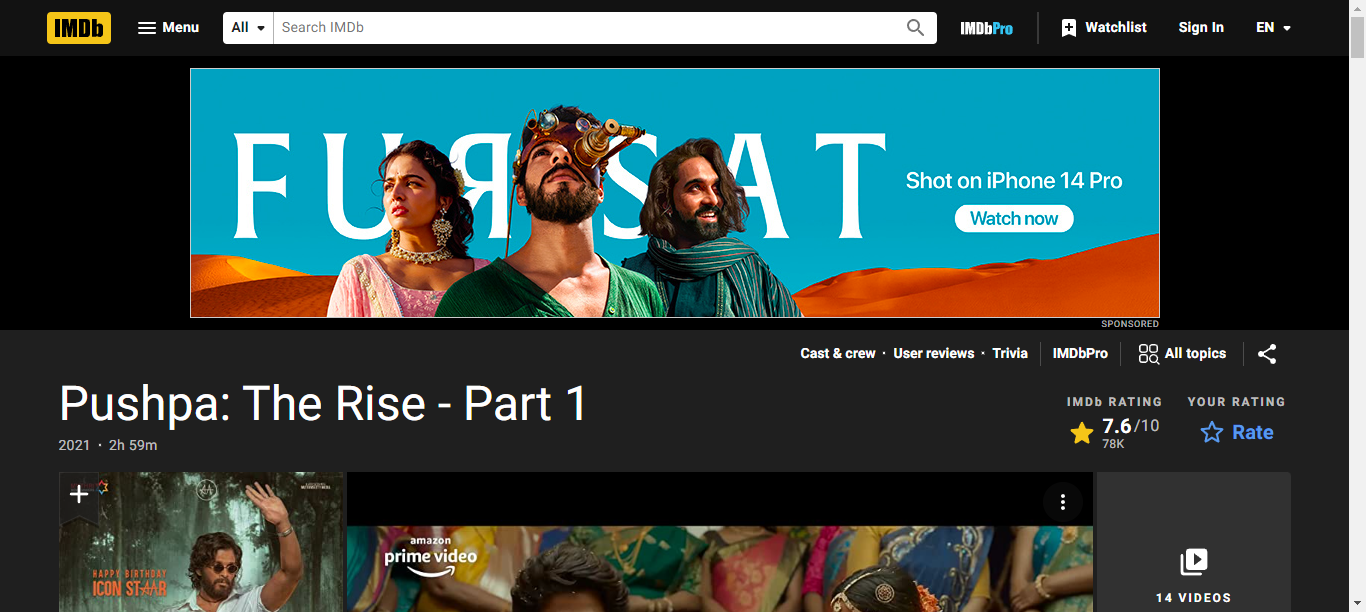 IMDb Menu All Search IMDb IMDbPro Watchlist Sign In EN
FURSAT
Shot on iPhone 14 Pro
Watch now
SPONSORED
Cast & crew · User reviews · Trivia IMDbPro All topics
Pushpa: The Rise - Part 1
2021 · 2h 59m
IMDb RATING YOUR RATING
7.6/10 Rate
78K
amazon
prime video
HAPPY BIRTHDAY
ICON STAAR
14 VIDEOS